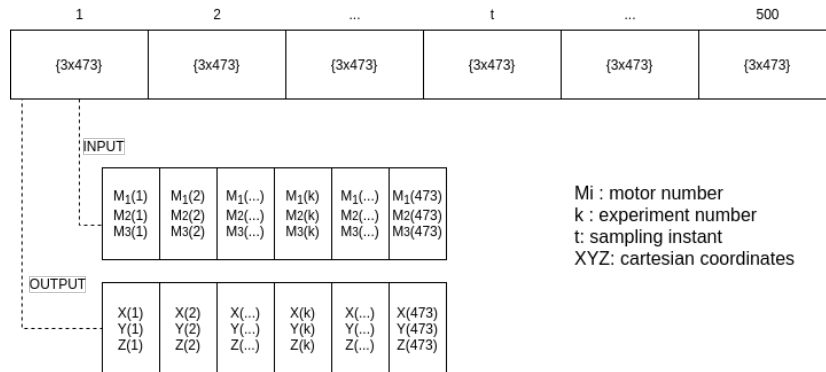 1 2 ... t ... 500
{3x473} {3x473} {3x473} {3x473} {3x473} {3x473}
INPUT
M1(1) M1(2) M1(...) M1(k) M1(...) M1(473)
M2(1) M2(2) M2(...) M2(k) M2(...) M2(473)
M3(1) M3(2) M3(...) M3(k) M3(...) M3(473)
Mi : motor number
k : experiment number
t: sampling instant
XYZ: cartesian coordinates
OUTPUT
X(1) X(2) X(...) X(k) X(...) X(473)
Y(1) Y(2) Y(...) Y(k) Y(...) Y(473)
Z(1) Z(2) Z(...) Z(k) Z(...) Z(473)